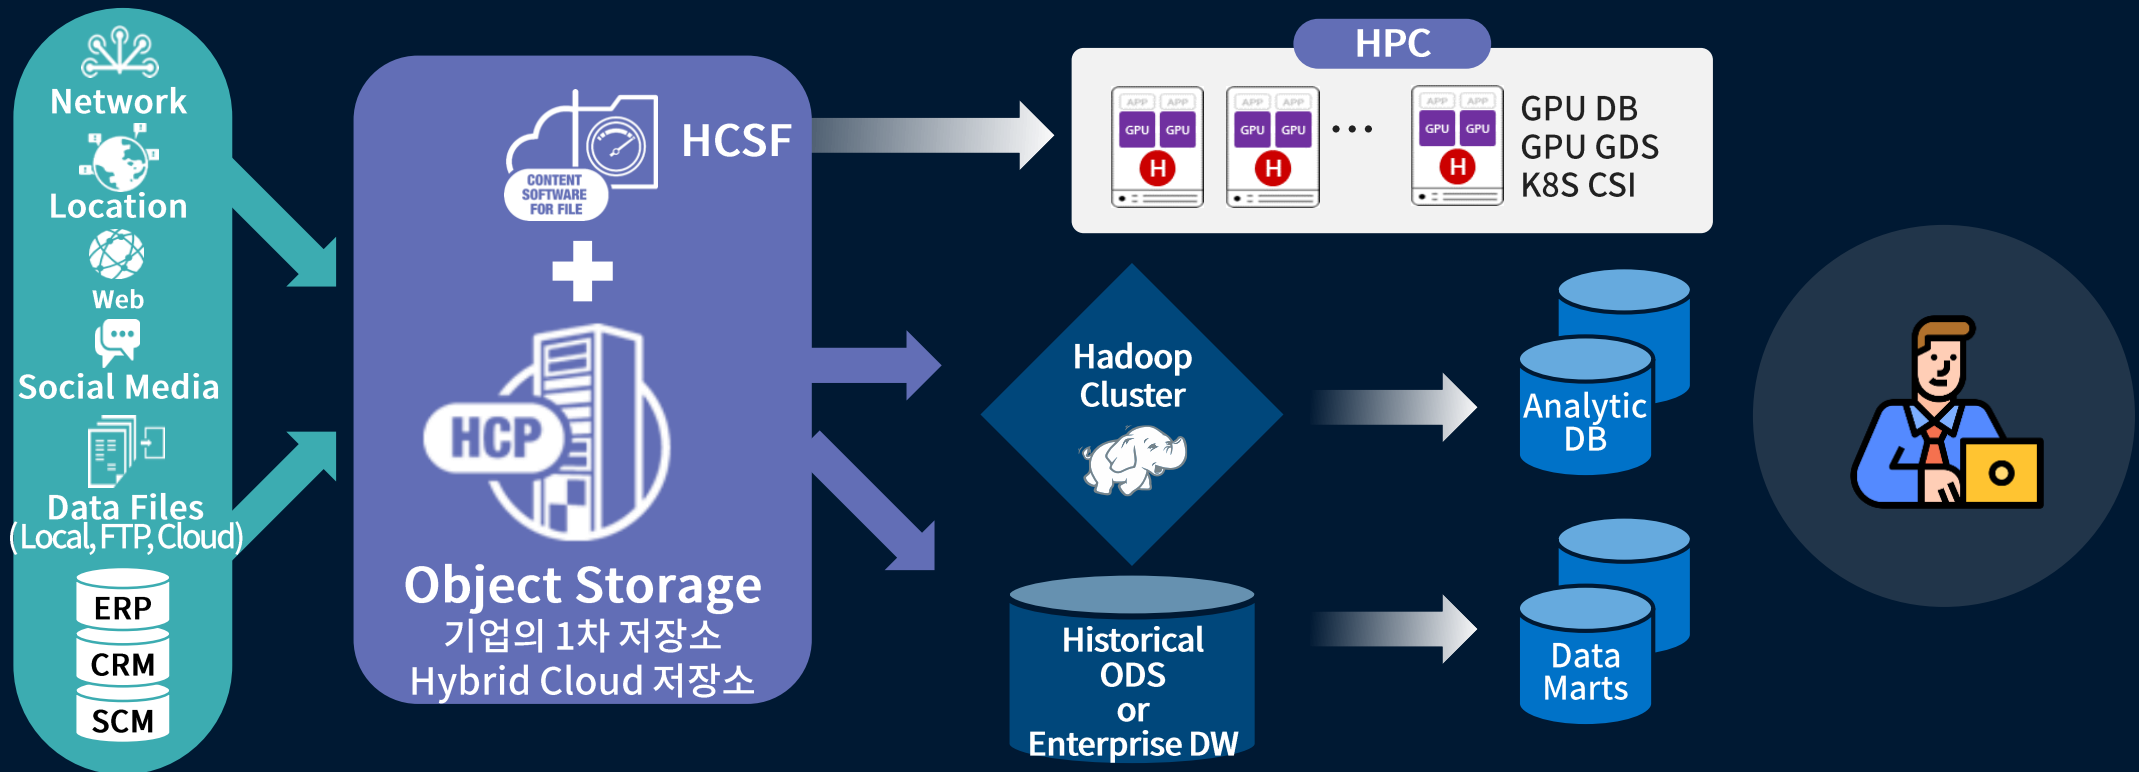 Network
Location
Web
Social Media
Data Files
(Local, FTP, Cloud)
ERP
CRM
SCM
CONTENT
SOFTWARE
FOR FILE
HCSF
HCP
Object Storage
기업의 1차 저장소
Hybrid Cloud 저장소
HPC
APP APP
GPU GPU
H
APP APP
GPU GPU
H
...
APP APP
GPU GPU
H
GPU DB
GPU GDS
K8S CSI
Hadoop
Cluster
Analytic
DB
Historical
ODS
or
Enterprise DW
Data
Marts